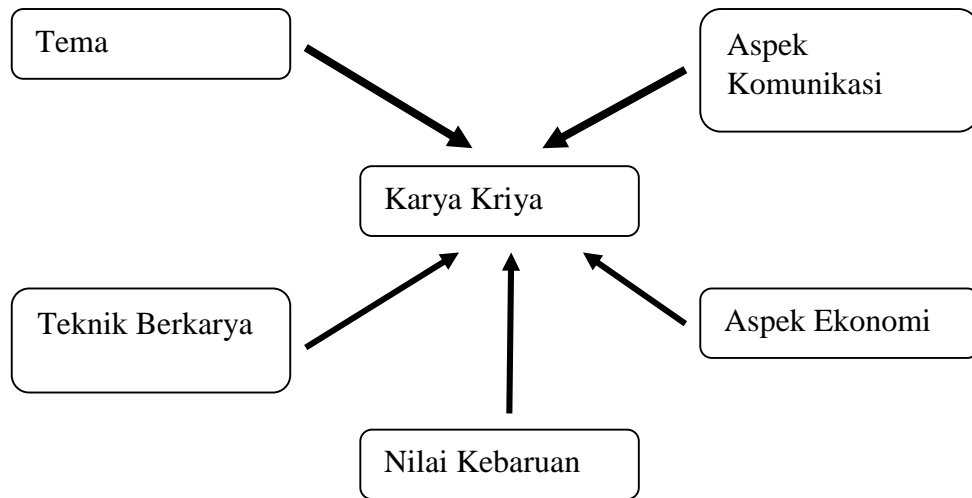 Tema
Aspek
Komunikasi
Karya Kriya
Teknik Berkarya
Aspek Ekonomi
Nilai Kebaruan